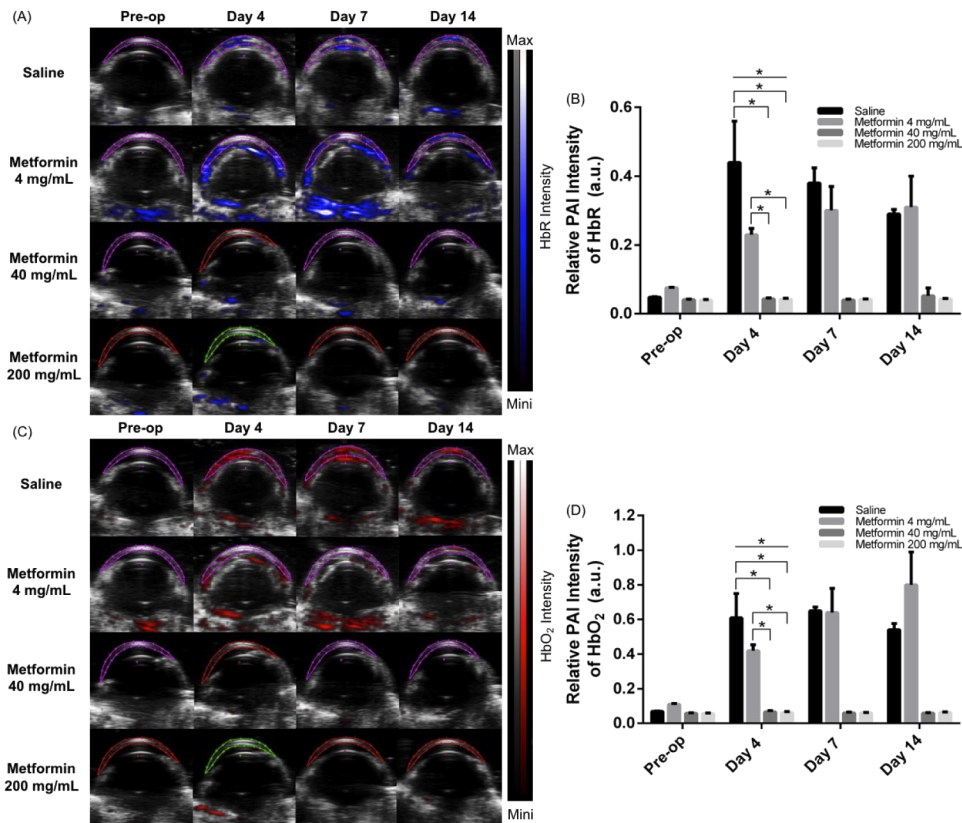 (A)
Pre-op Day 4 Day 7 Day 14
Saline
Metformin
4 mg/mL
Metformin
40 mg/mL
Metformin
200 mg/mL
Max
HbR Intensity
Mini
(B)
Relative PAI Intensity
of HbR (a.u.)
0.6
0.4
0.2
0.0
* * *
* *
Saline
Metformin 4 mg/mL
Metformin 40 mg/mL
Metformin 200 mg/mL
Pre-op Day 4 Day 7 Day 14
(C)
Pre-op Day 4 Day 7 Day 14
Saline
Metformin
4 mg/mL
Metformin
40 mg/mL
Metformin
200 mg/mL
Max
HbO₂ Intensity
Mini
(D)
Relative PAI Intensity
of HbO₂ (a.u.)
1.2
1.0
0.8
0.6
0.4
0.2
0.0
* * *
* *
Saline
Metformin 4 mg/mL
Metformin 40 mg/mL
Metformin 200 mg/mL
Pre-op Day 4 Day 7 Day 14